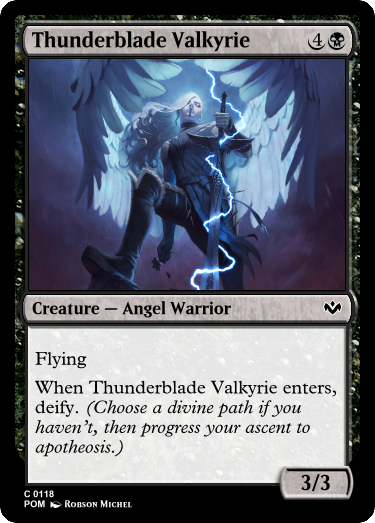 Thunderblade Valkyrie 4
Creature — Angel Warrior
Flying
When Thunderblade Valkyrie enters,
deify. (Choose a divine path if you
haven't, then progress your ascent to
apotheosis.)
3/3
C 0118
POM ROBSON MICHEL